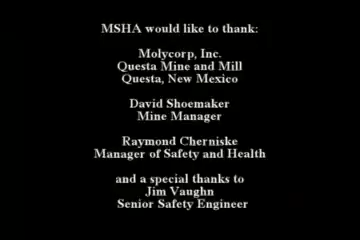 MSHA would like to thank:
Molycorp, Inc.
Questa Mine and Mill
Questa, New Mexico
David Shoemaker
Mine Manager
Raymond Cherniske
Manager of Safety and Health
and a special thanks to
Jim Vaughn
Senior Safety Engineer